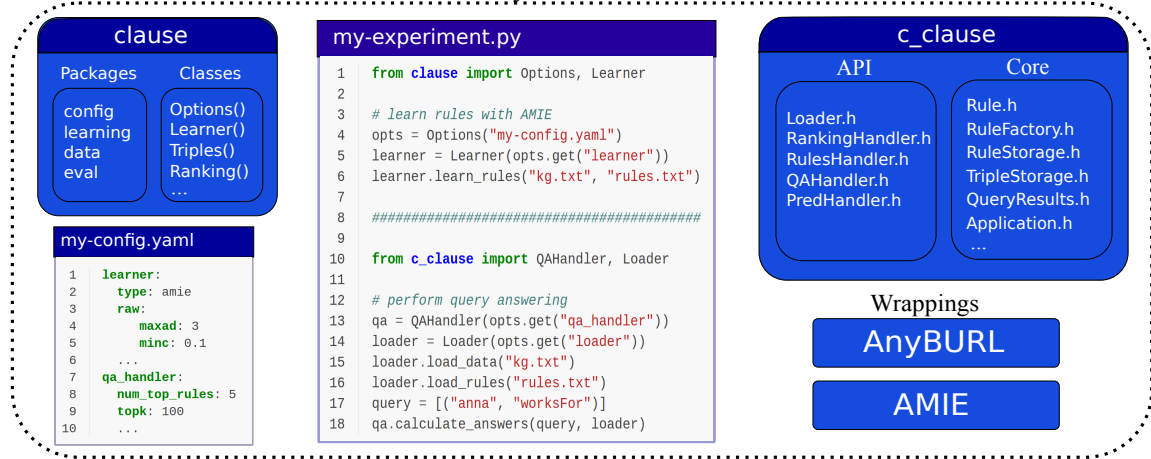 clause
Packages
config
learning
data
eval
Classes
Options()
Learner()
Triples()
Ranking()
...
my-config.yaml
1 learner:
2 type: amie
3 raw:
4 maxad: 3
5 minc: 0.1
6 ...
7 qa_handler:
8 num_top_rules: 5
9 topk: 100
10 ...
my-experiment.py
1 from clause import Options, Learner
2
3 # learn rules with AMIE
4 opts = Options("my-config.yaml")
5 learner = Learner(opts.get("learner"))
6 learner.learn_rules("kg.txt", "rules.txt")
7
8 ##########################################
9
10 from c_clause import QAHandler, Loader
11
12 # perform query answering
13 qa = QAHandler(opts.get("qa_handler"))
14 loader = Loader(opts.get("loader"))
15 loader.load_data("kg.txt")
16 loader.load_rules("rules.txt")
17 query = [("anna", "worksFor")]
18 qa.calculate_answers(query, loader)
c_clause
API
Loader.h
RankingHandler.h
RulesHandler.h
QAHandler.h
PredHandler.h
Core
Rule.h
RuleFactory.h
RuleStorage.h
TripleStorage.h
QueryResults.h
Application.h
...
Wrappings
AnyBURL
AMIE